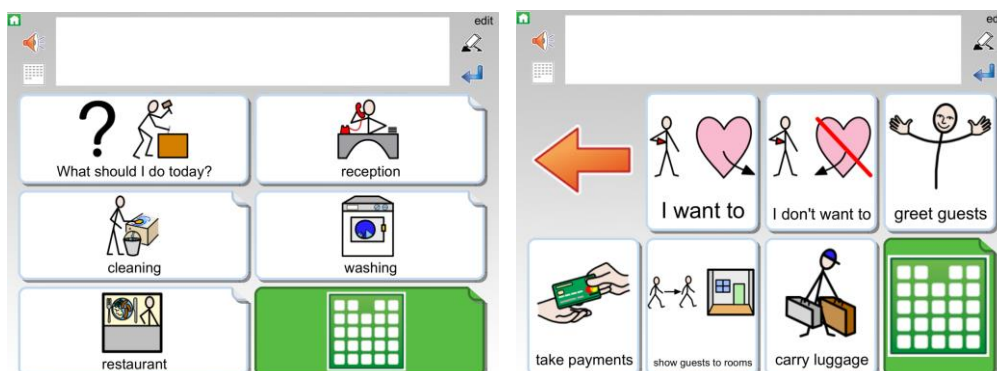 edit
What should I do today?
reception
cleaning
washing
restaurant
ed
I want to
I don't want to
greet guests
take payments
show guests to rooms
carry luggage